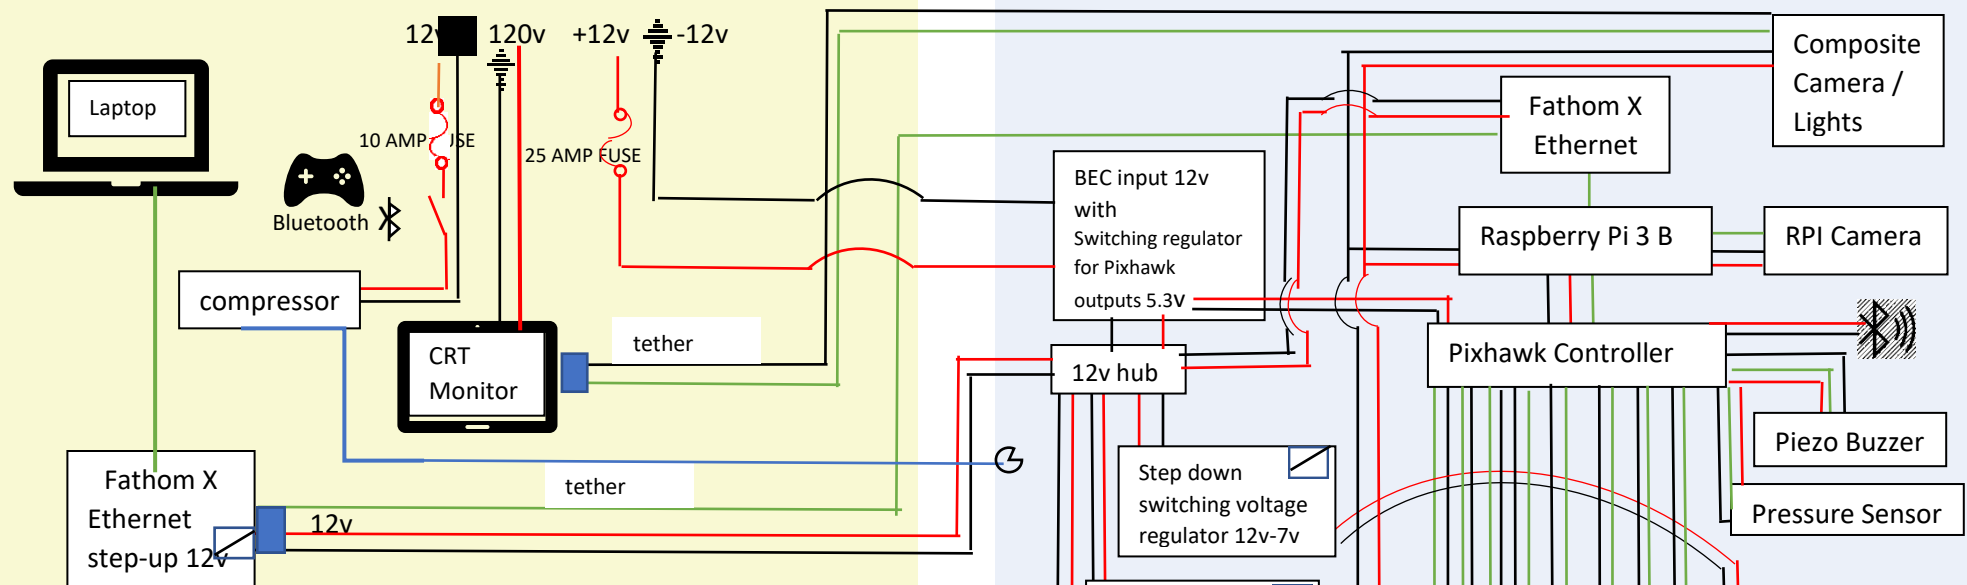 12v
120v
+12v
-12v
Laptop
10 AMP FUSE
25 AMP FUSE
Bluetooth
compressor
CRT
Monitor
tether
Fathom X
Ethernet
step-up 12v
12v
tether
Composite
Camera /
Lights
Fathom X
Ethernet
BEC input 12v
with
Switching regulator
for Pixhawk
outputs 5.3v
Raspberry Pi 3 B
RPI Camera
Pixhawk Controller
12v hub
Piezo Buzzer
Step down
switching voltage
regulator 12v-7v
Pressure Sensor